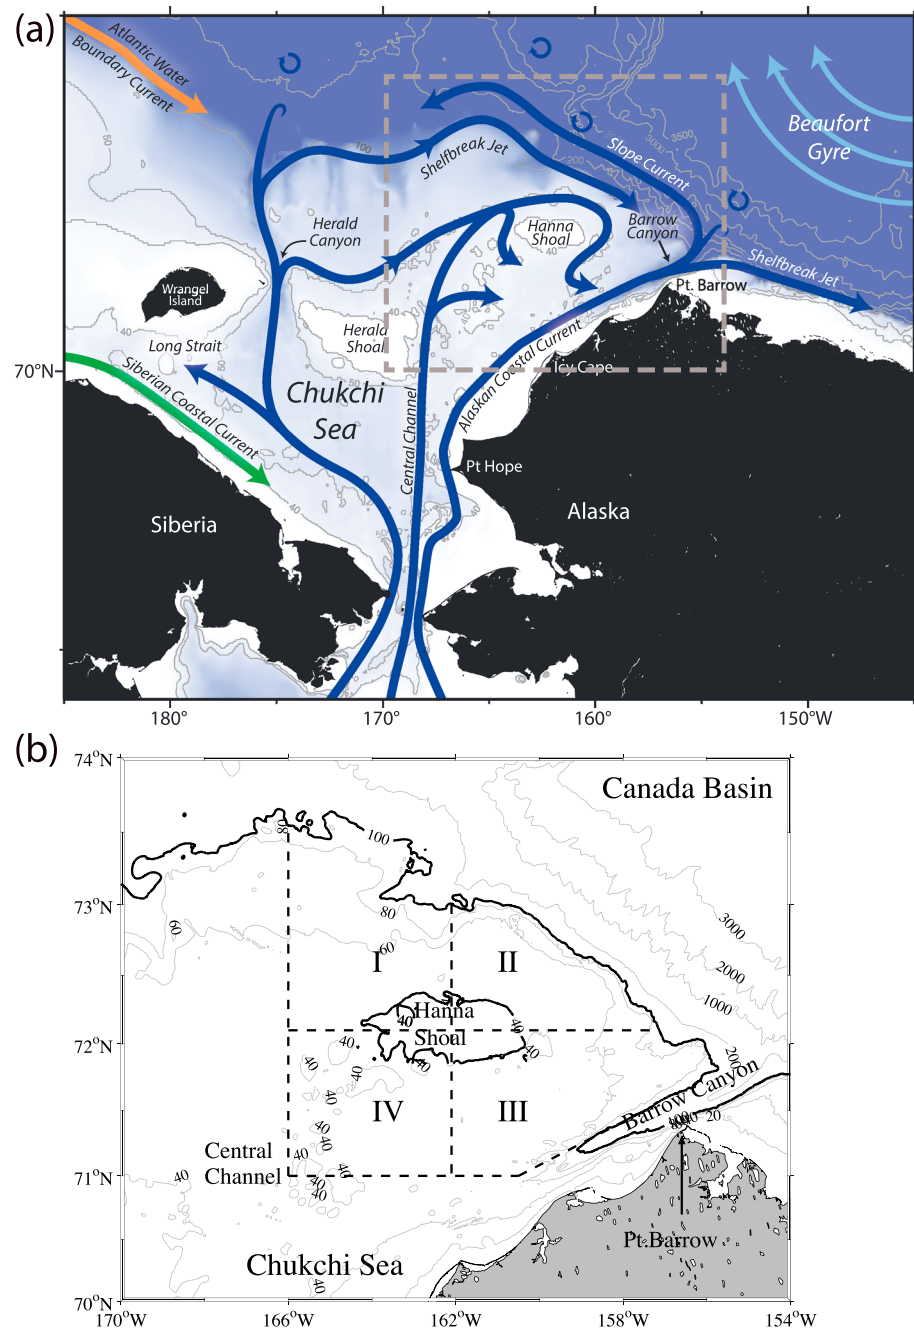 (a)
Atlantic Water
Boundary Current
100
Shelfbreak Jet
Slope Current
3500
200
Beaufort
Gyre
Herald
Canyon
Hanna
Shoal
Barrow
Canyon
Shelfbreak Jet
Wrangel
Island
Pt. Barrow
Herald
Shoal
Long Strait
70°N
Siberian Coastal Current
Chukchi
Sea
Central Channel
Alaskan Coastal Current
Icy Cape
Pt Hope
Siberia
Alaska
180°
170°
160°
150°W
(b)
74°N
Canada Basin
80
100
73°N
60
80
60
3000
2000
1000
I
II
Hanna
Shoal
40
40
40
40
40
72°N
200
40
40
40
IV
III
Barrow Canyon
20
40
40
40
40
40
40
Central
Channel
71°N
40
Pt.Barrow
Chukchi Sea
40
70°N
170°W
166°W
162°W
158°W
154°W